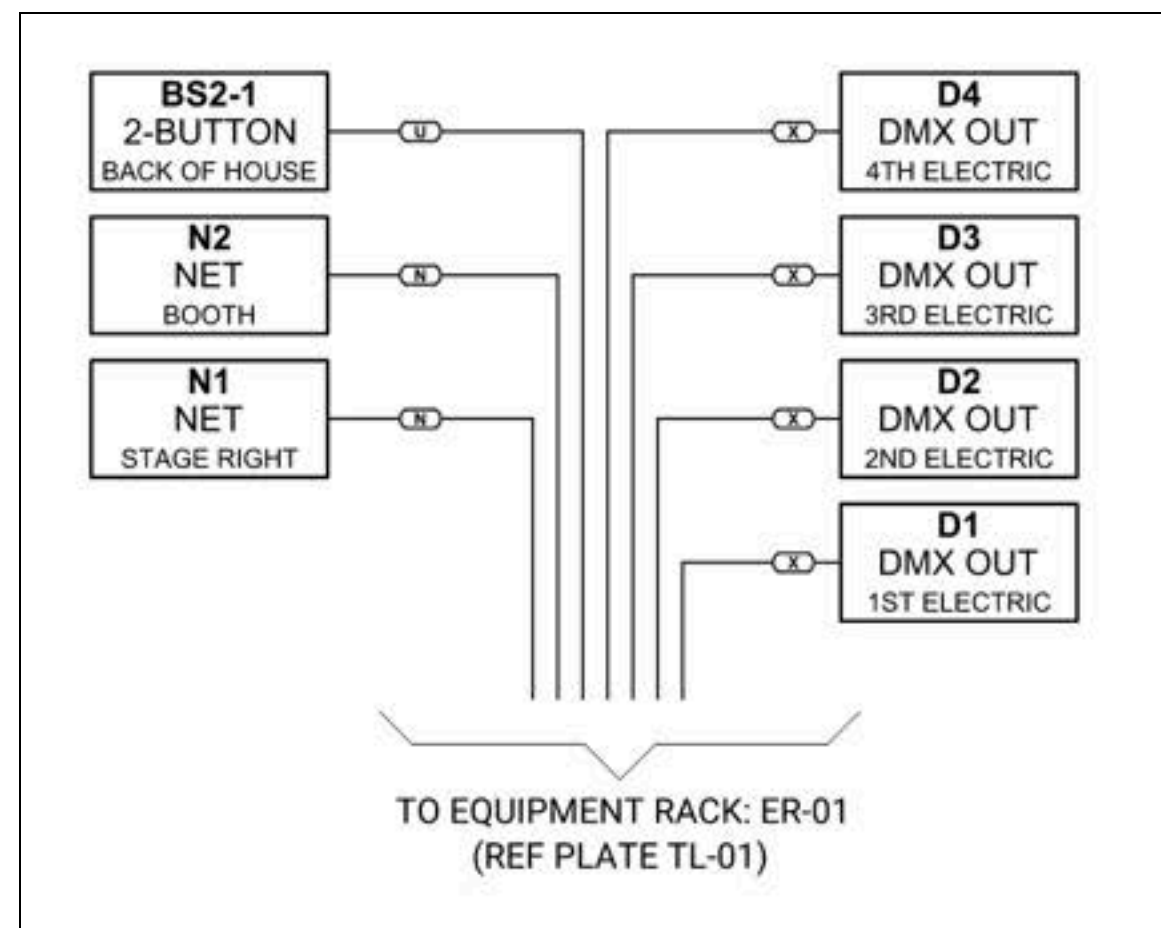 BS2-1
2-BUTTON
BACK OF HOUSE
U
N2
NET
BOOTH
N
N1
NET
STAGE RIGHT
N
D4
DMX OUT
4TH ELECTRIC
X
D3
DMX OUT
3RD ELECTRIC
X
D2
DMX OUT
2ND ELECTRIC
X
D1
DMX OUT
1ST ELECTRIC
X
TO EQUIPMENT RACK: ER-01
(REF PLATE TL-01)